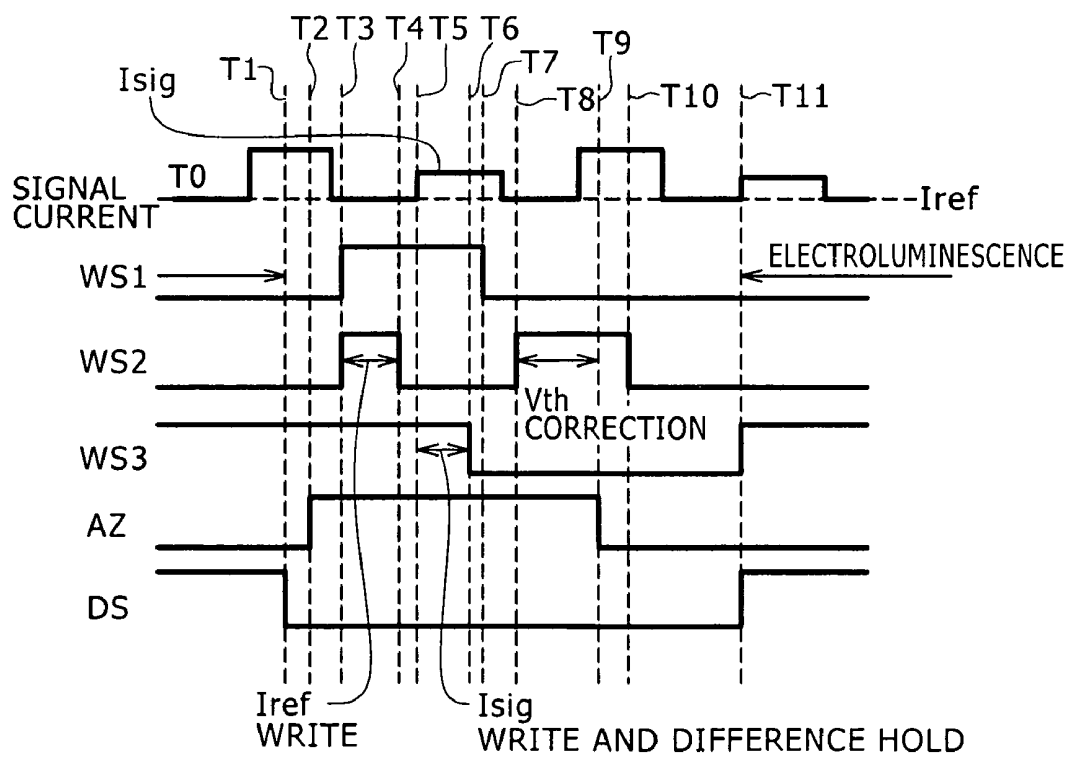 T1
T2
T3
T4
T5
T6
T7
T8
T9
T10
T11
Isig
T0
SIGNAL
CURRENT
Iref
WS1
ELECTROLUMINESCENCE
WS2
Vth
CORRECTION
WS3
AZ
DS
Iref
WRITE
Isig
WRITE AND DIFFERENCE HOLD